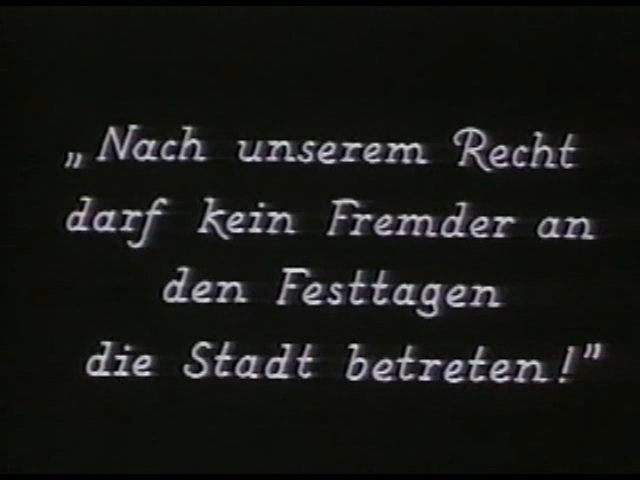 „Nach unserem Recht
darf kein Fremder an
den Festtagen
die Stadt betreten!”